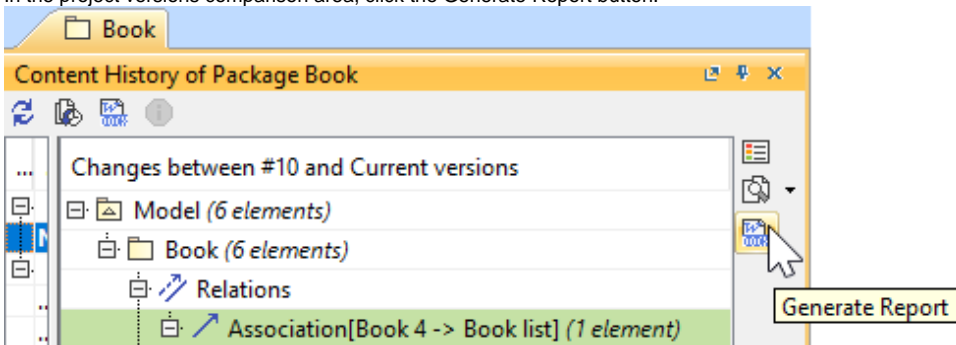 In the project versions comparison area, click the Generate Report button.
Book
Content History of Package Book
...
Changes between #10 and Current versions
Model (6 elements)
Book (6 elements)
Relations
Association[Book 4 -> Book list] (1 element)
Generate Report